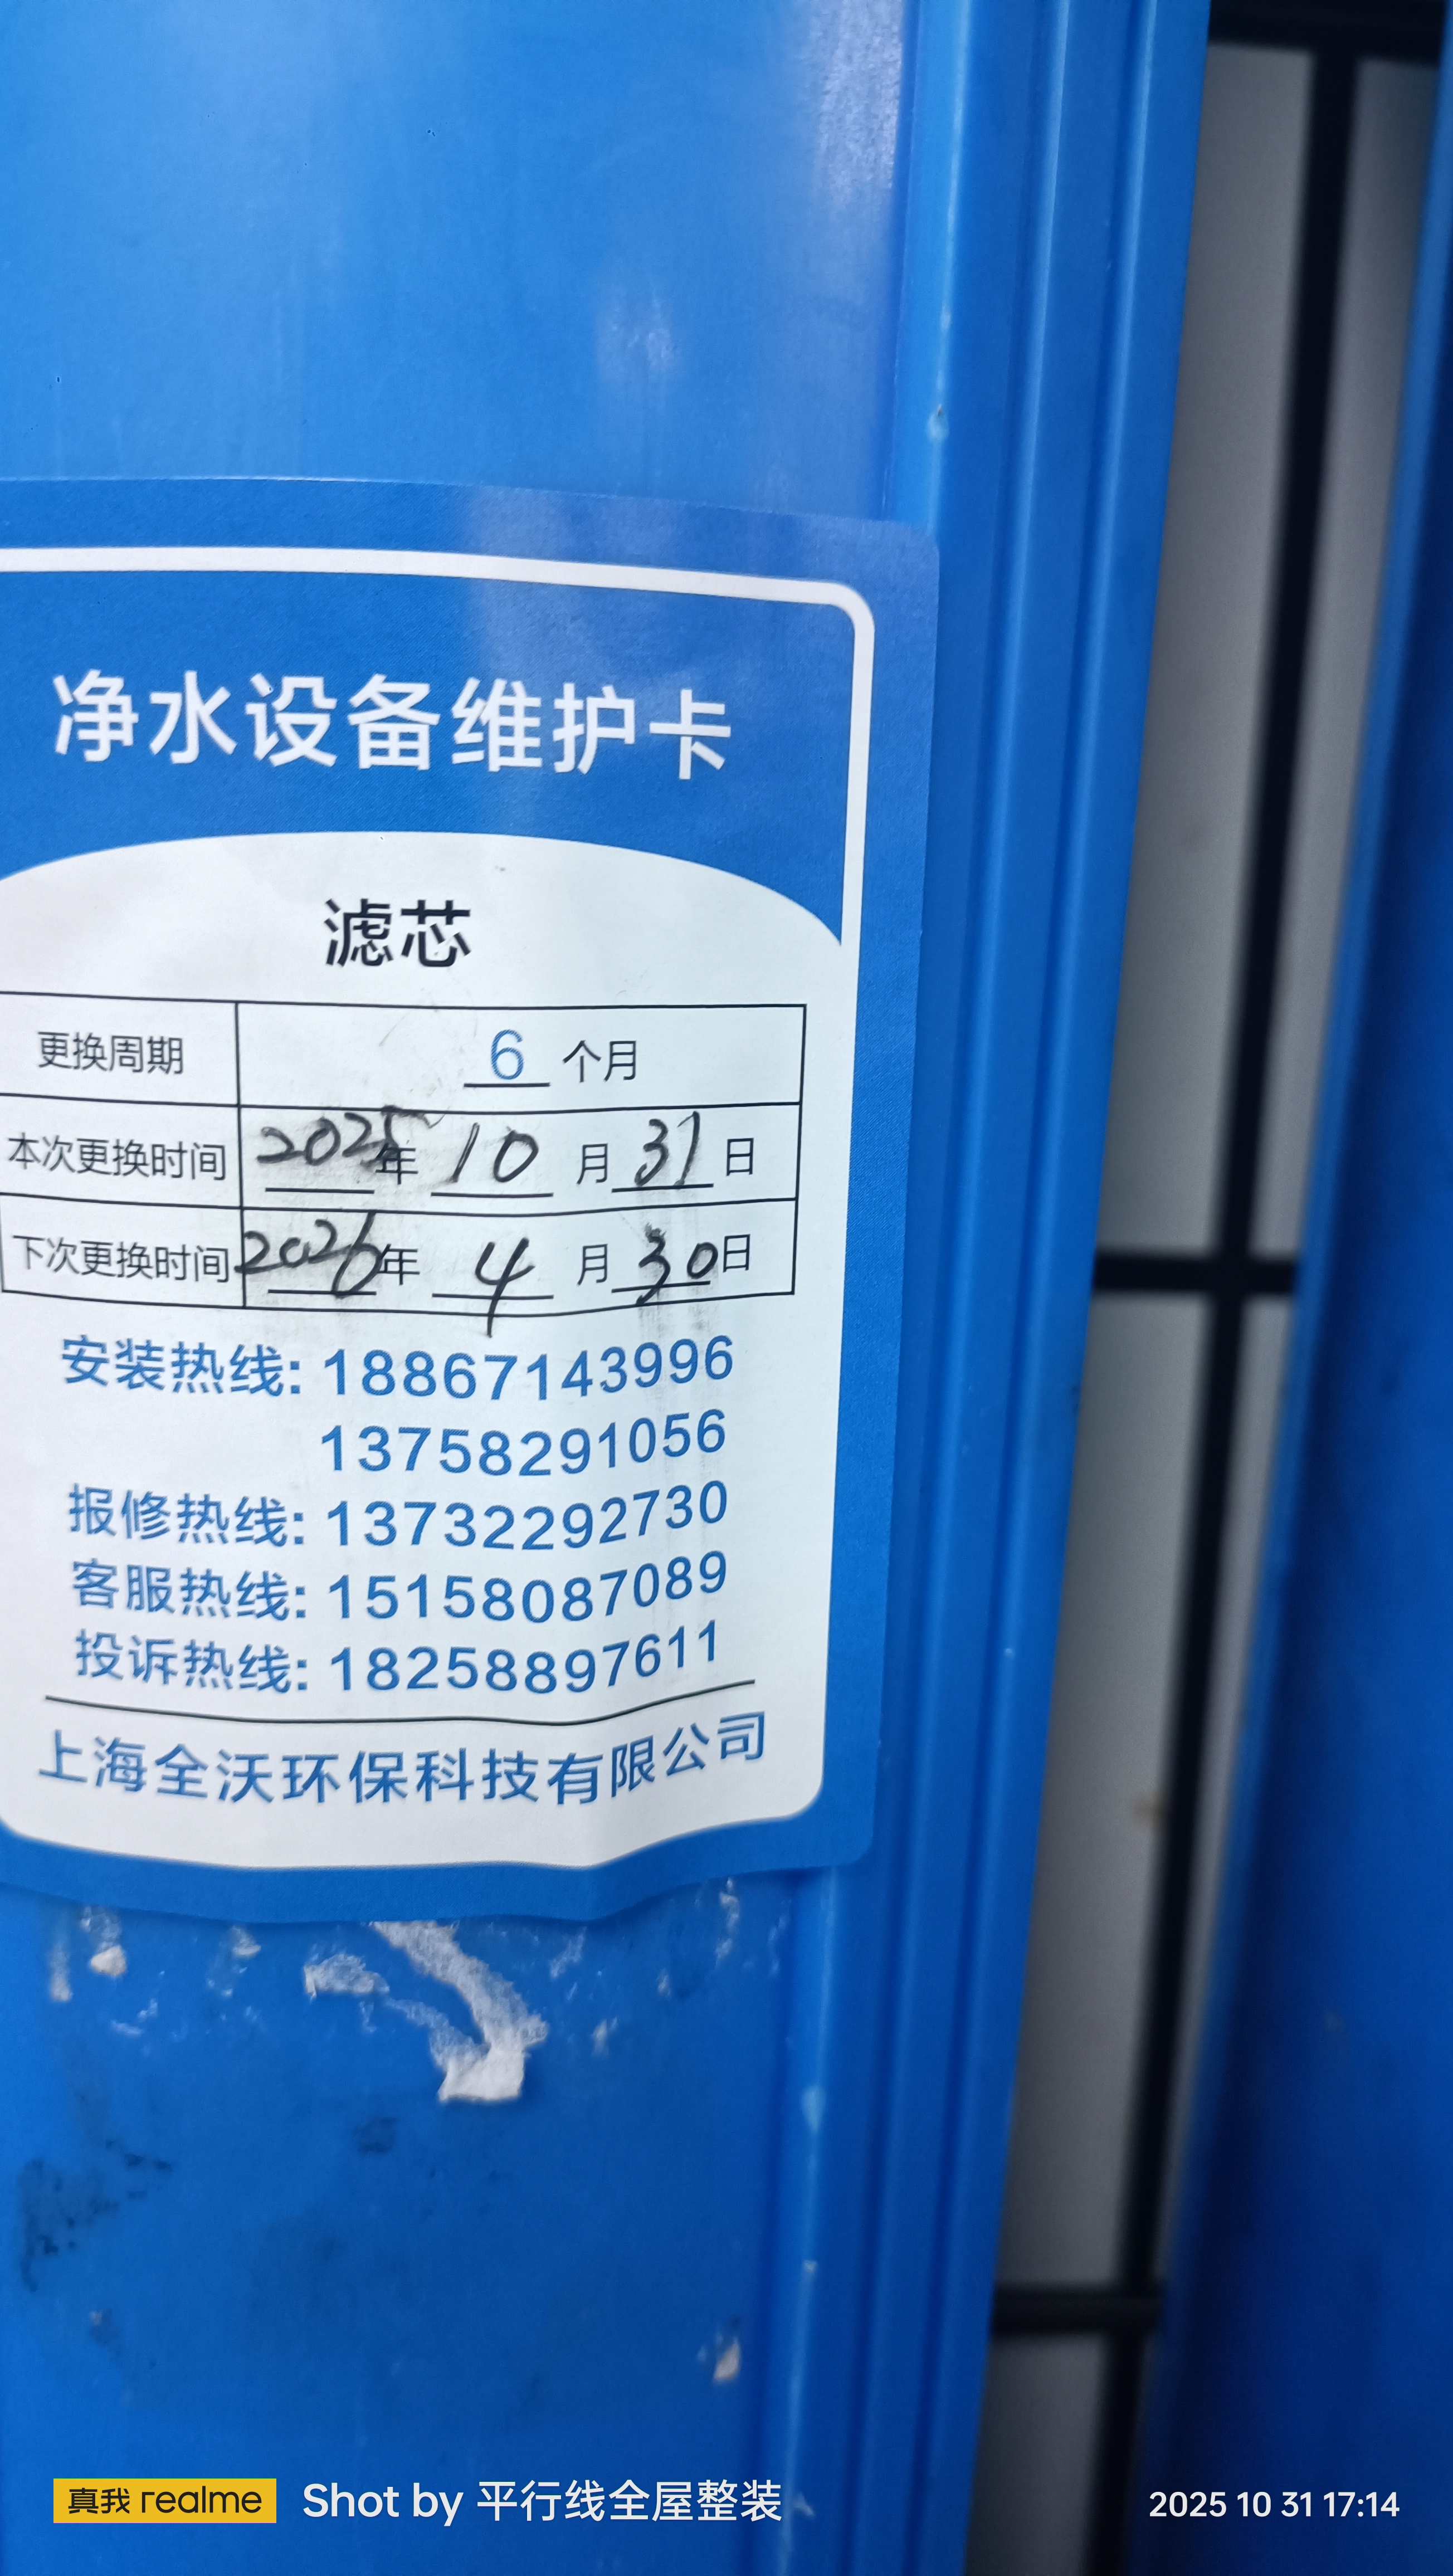 净水设备维护卡
滤芯
更换周期 6 个月
本次更换时间 2025年 10 月 31 日
下次更换时间 2026年 4 月 30日
安装热线: 18867143996
13758291056
报修热线: 13732292730
客服热线: 15158087089
投诉热线: 18258897611
上海全沃环保科技有限公司
真我 realme Shot by 平行线全屋整装 2025 10 31 17:14